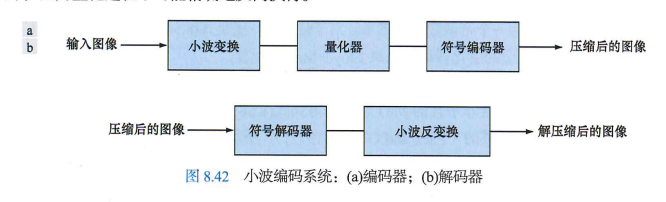 a
b
输入图像
小波变换
量化器
符号编码器
压缩后的图像
压缩后的图像
符号解码器
小波反变换
解压缩后的图像
图 8.42 小波编码系统：(a)编码器；(b)解码器